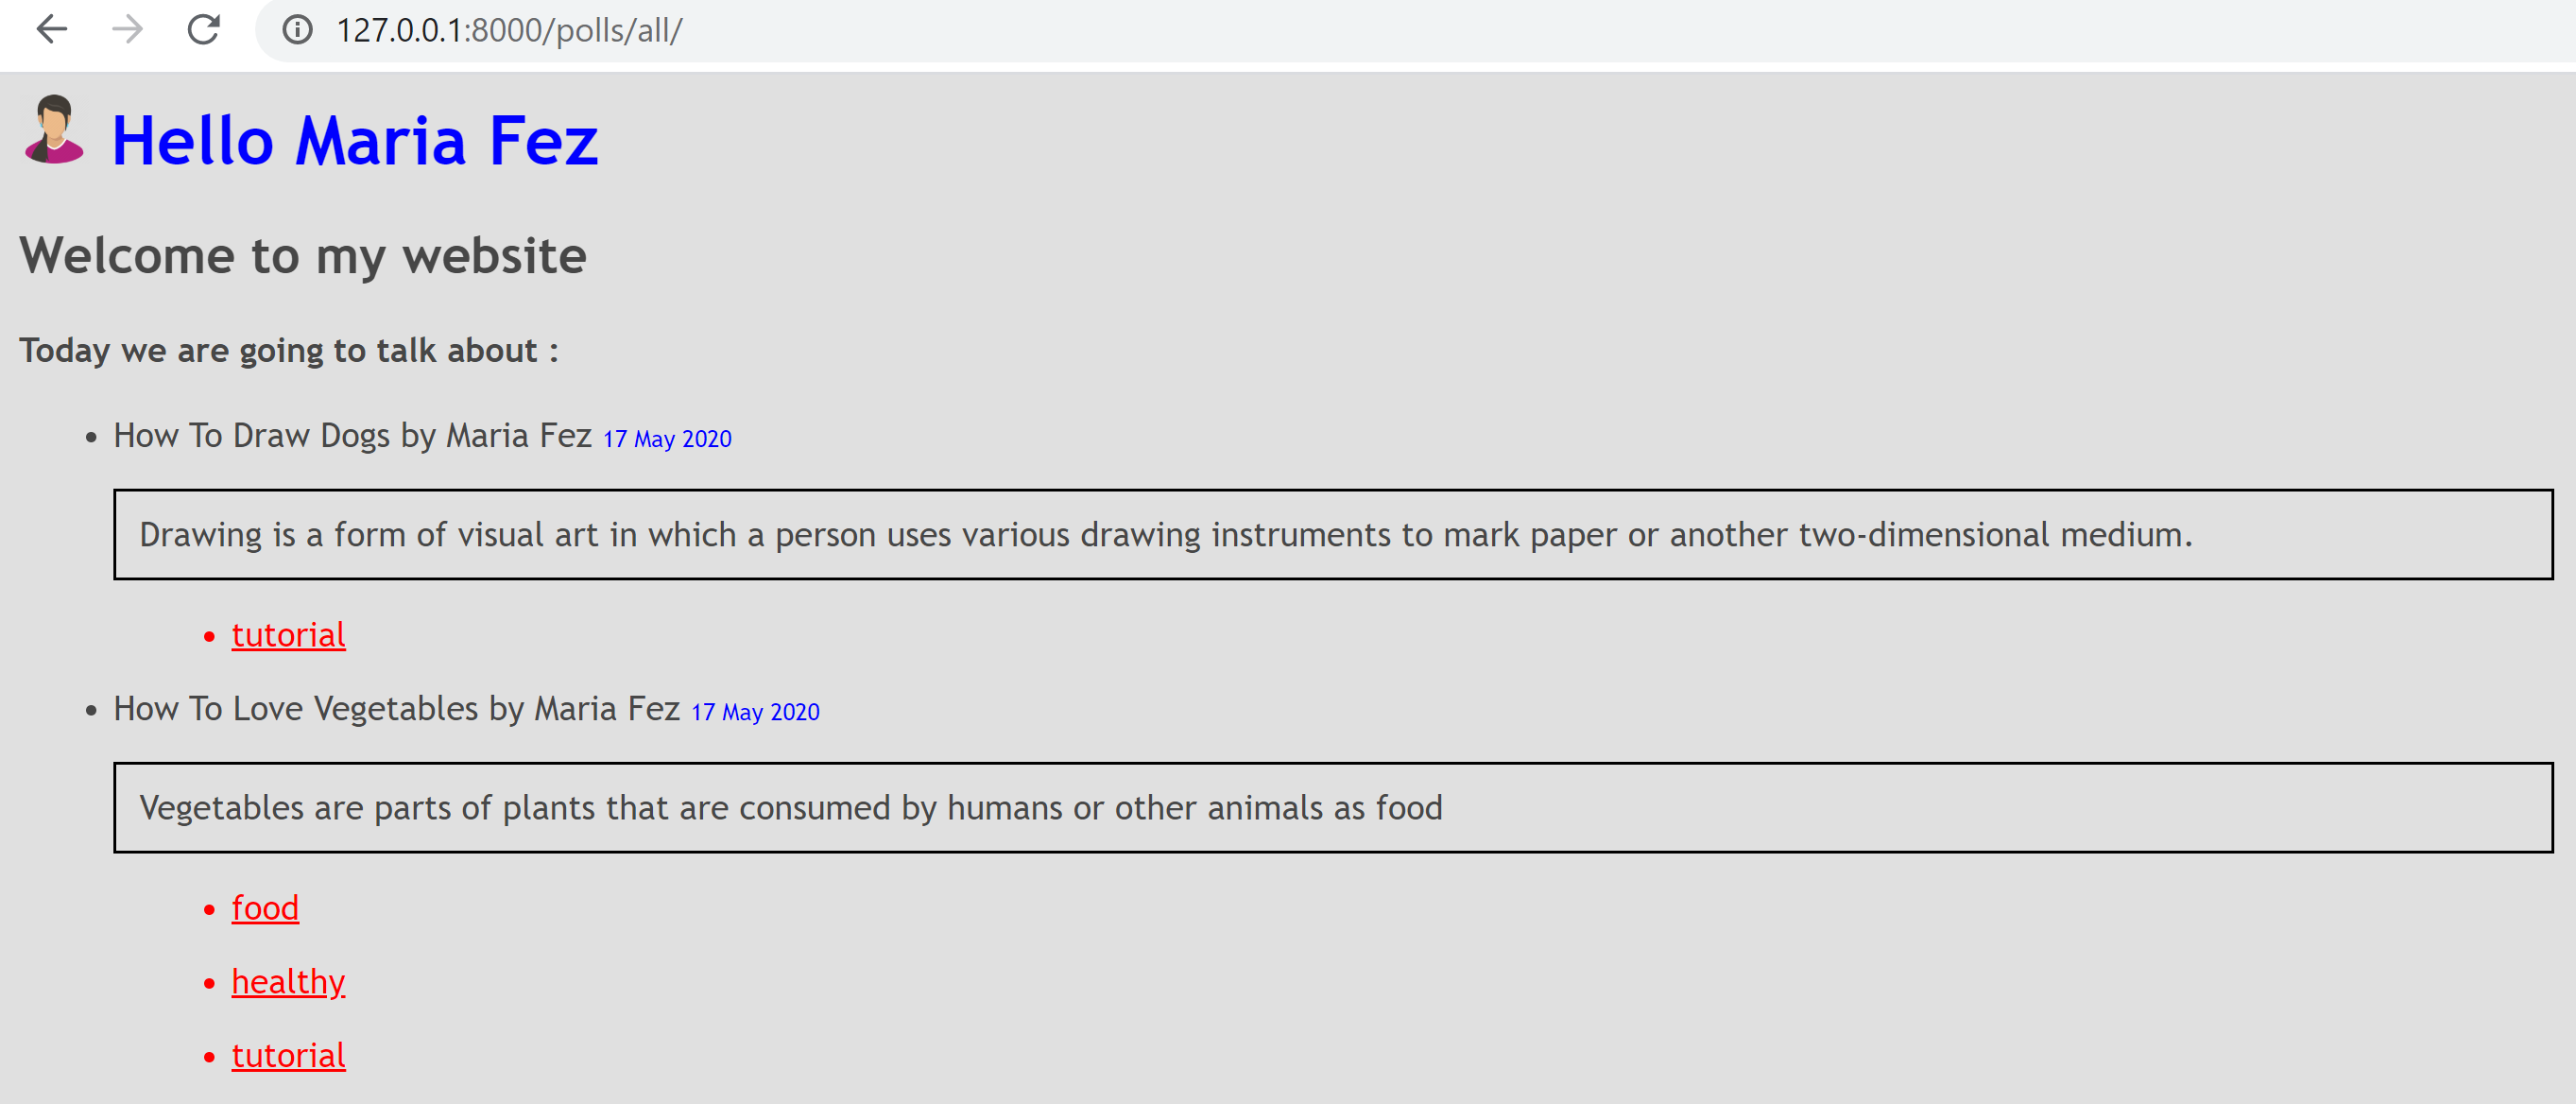 127.0.0.1:8000/polls/all/
Hello Maria Fez
Welcome to my website
Today we are going to talk about :
How To Draw Dogs by Maria Fez 17 May 2020
Drawing is a form of visual art in which a person uses various drawing instruments to mark paper or another two-dimensional medium.
tutorial
How To Love Vegetables by Maria Fez 17 May 2020
Vegetables are parts of plants that are consumed by humans or other animals as food
food
healthy
tutorial